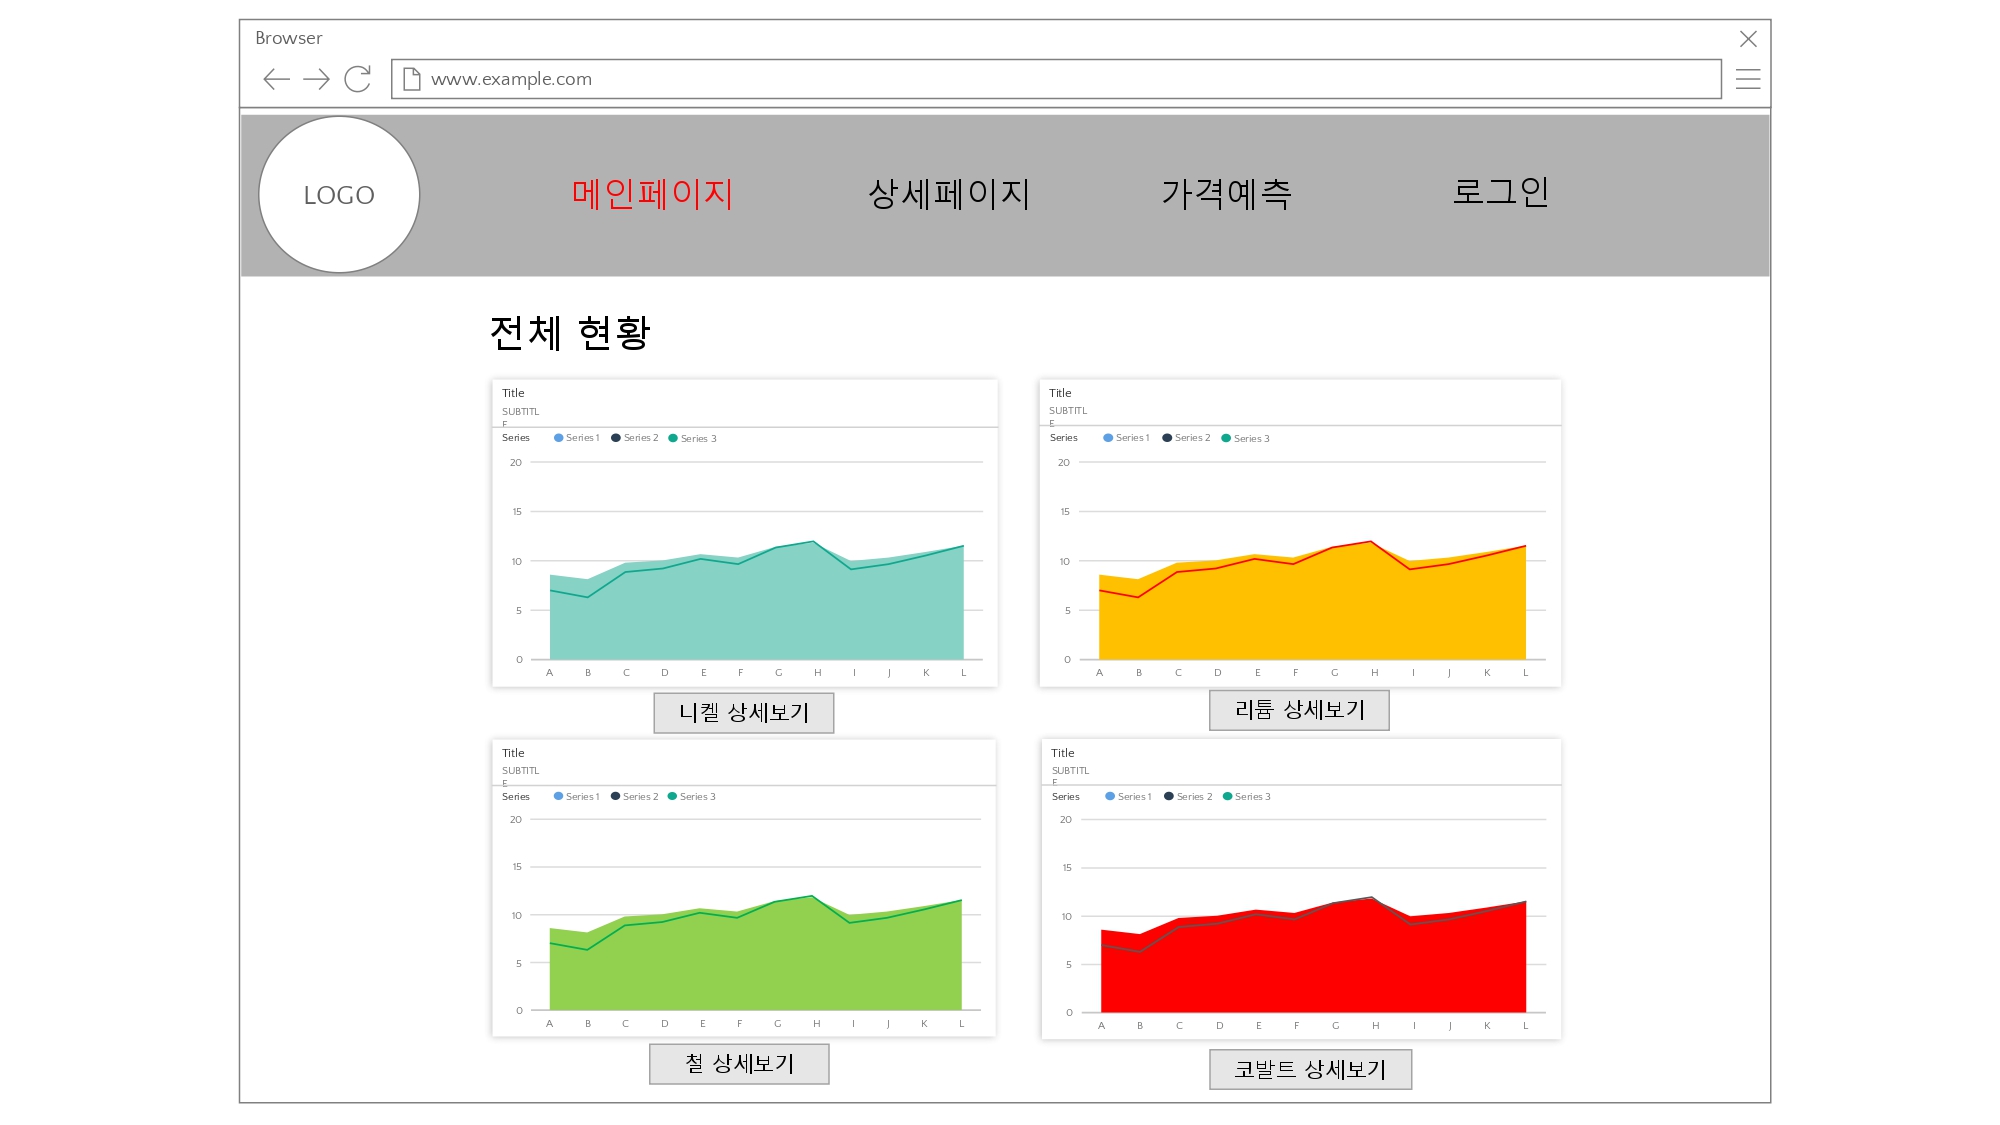 Browser
www.example.com
LOGO
메인페이지
상세페이지
가격예측
로그인
전체 현황
Title
SUBTITL
E
Series Series 1 Series 2 Series 3
20
15
10
5
0
A B C D E F G H I J K L
니켈 상세보기
Title
SUBTITL
E
Series Series 1 Series 2 Series 3
20
15
10
5
0
A B C D E F G H I J K L
리튬 상세보기
Title
SUBTITL
E
Series Series 1 Series 2 Series 3
20
15
10
5
0
A B C D E F G H I J K L
철 상세보기
Title
SUBTITL
E
Series Series 1 Series 2 Series 3
20
15
10
5
0
A B C D E F G H I J K L
코발트 상세보기